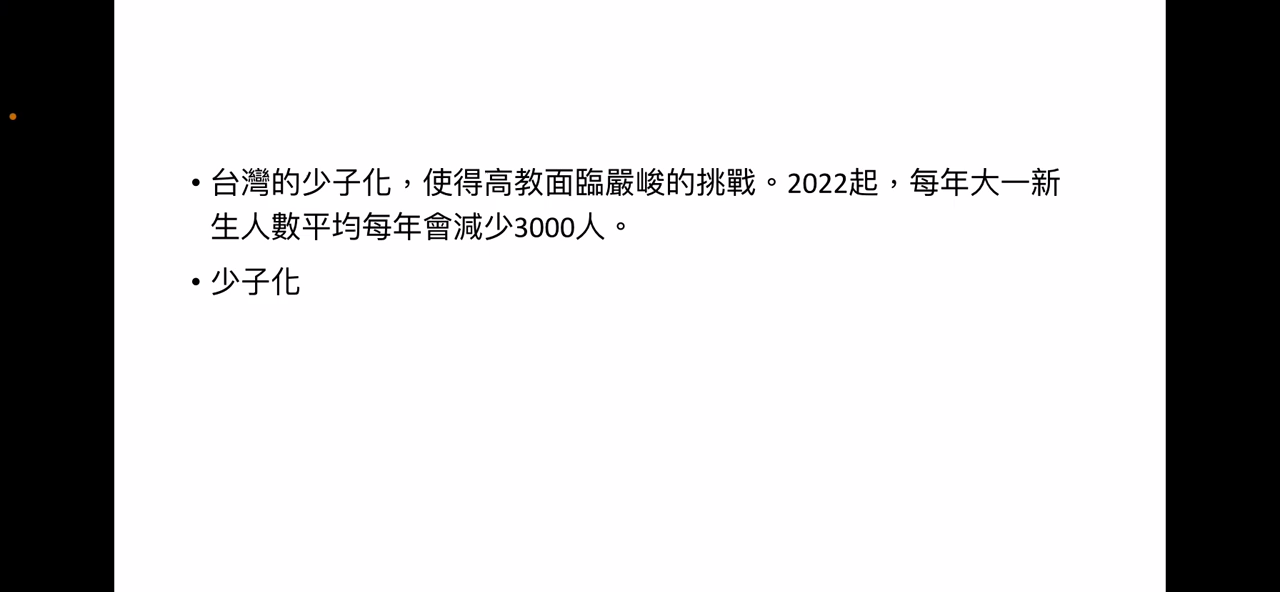 • 台灣的少子化，使得高教面臨嚴峻的挑戰。2022起，每年大一新
生人數平均每年會減少3000人。
• 少子化